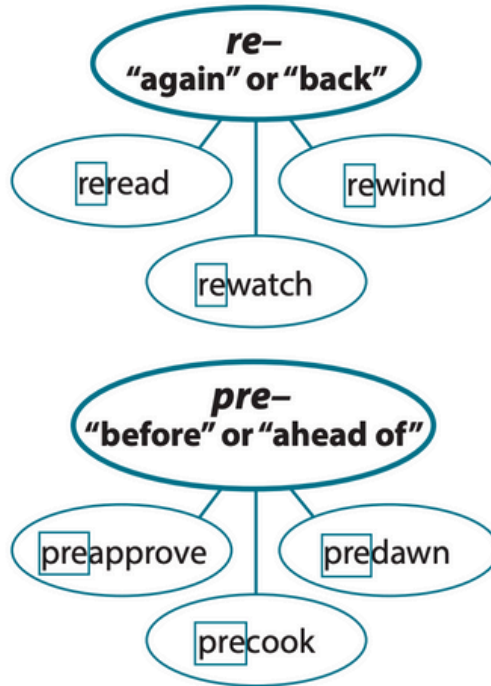 re–
“again” or “back”
reread
rewind
rewatch
pre–
“before” or “ahead of”
preapprove
predawn
precook